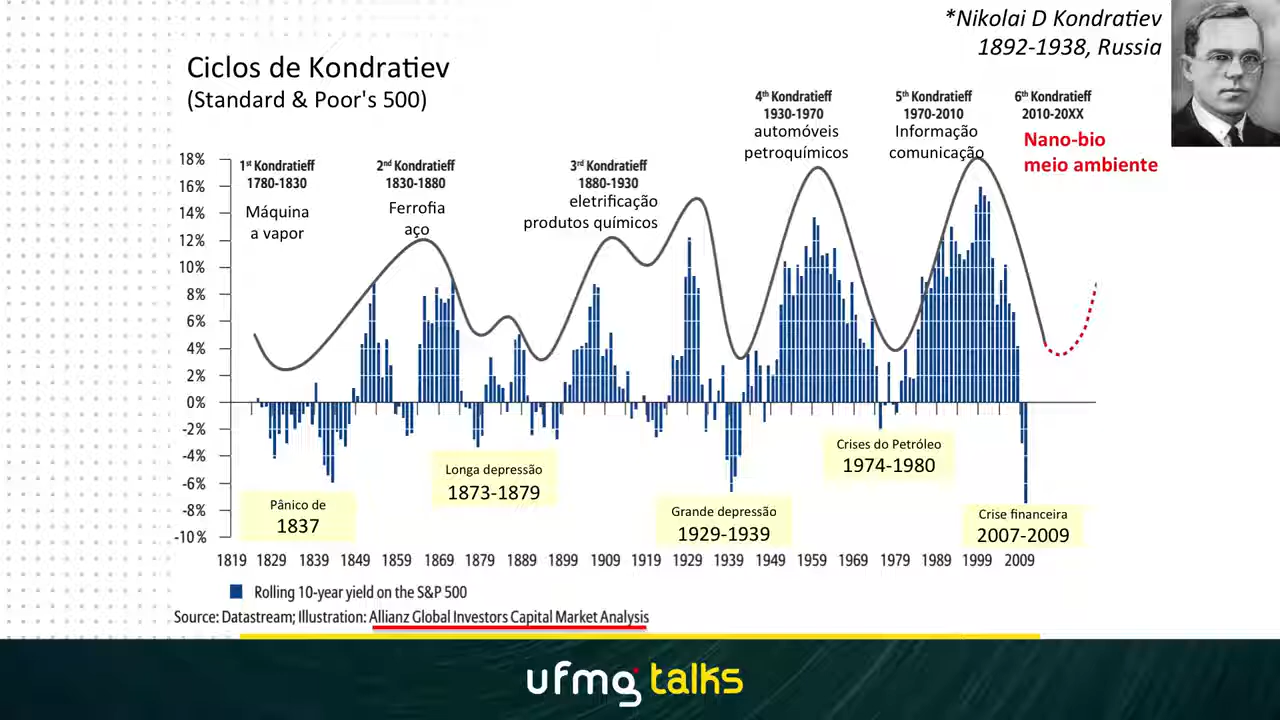 *Nikolai D Kondratiev
1892-1938, Russia
Ciclos de Kondratiev
(Standard & Poor's 500)
4th Kondratieff
1930-1970
automóveis
petroquímicos
5th Kondratieff
1970-2010
Informação
comunicação
6th Kondratieff
2010-20XX
Nano-bio
meio ambiente
1st Kondratieff
1780-1830
Máquina
a vapor
2nd Kondratieff
1830-1880
Ferrofia
aço
3rd Kondratieff
1880-1930
eletrificação
produtos químicos
18%
16%
14%
12%
10%
8%
6%
4%
2%
0%
-2%
-4%
-6%
-8%
-10%
Pânico de
1837
Longa depressão
1873-1879
Grande depressão
1929-1939
Crises do Petróleo
1974-1980
Crise financeira
2007-2009
1819 1829 1839 1849 1859 1869 1879 1889 1899 1909 1919 1929 1939 1949 1959 1969 1979 1989 1999 2009
Rolling 10-year yield on the S&P 500
Source: Datastream; Illustration: Allianz Global Investors Capital Market Analysis
ufmg talks